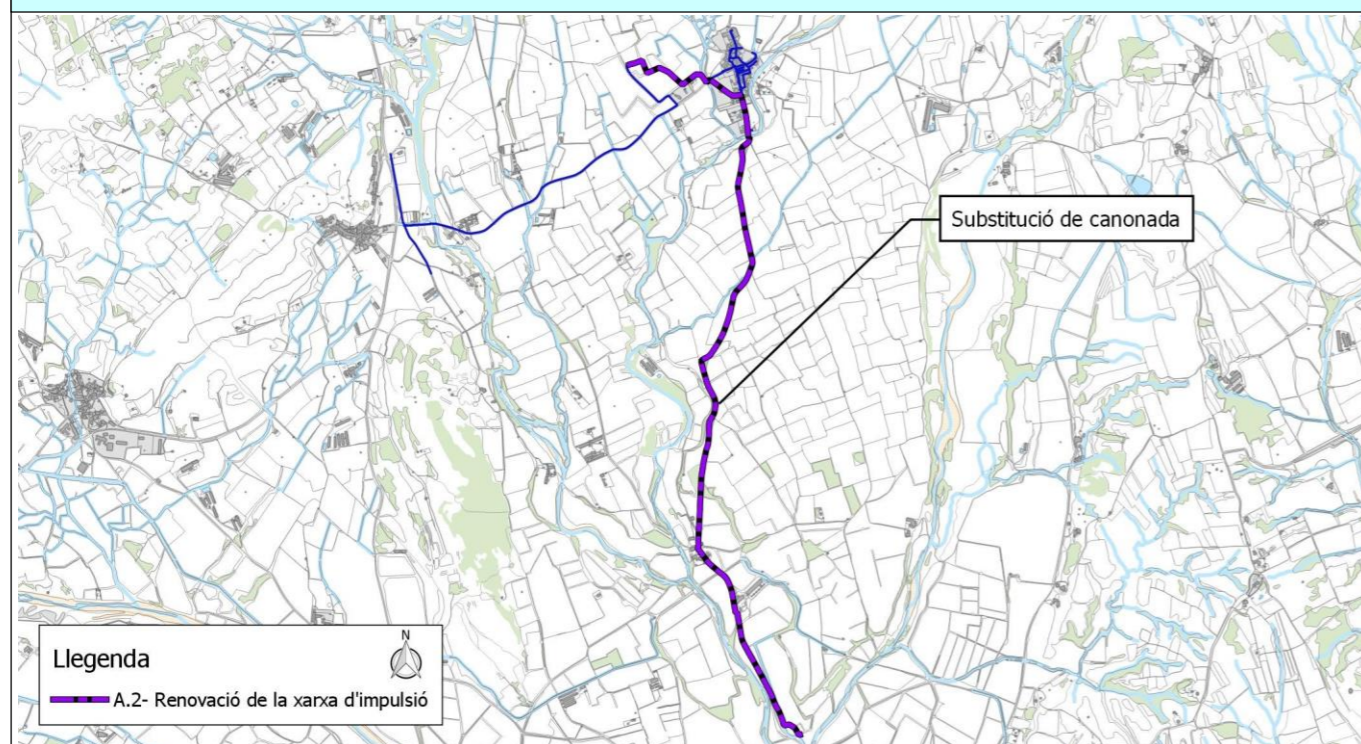 Substitució de canonada
Llegenda
N
A.2- Renovació de la xarxa d'impulsió